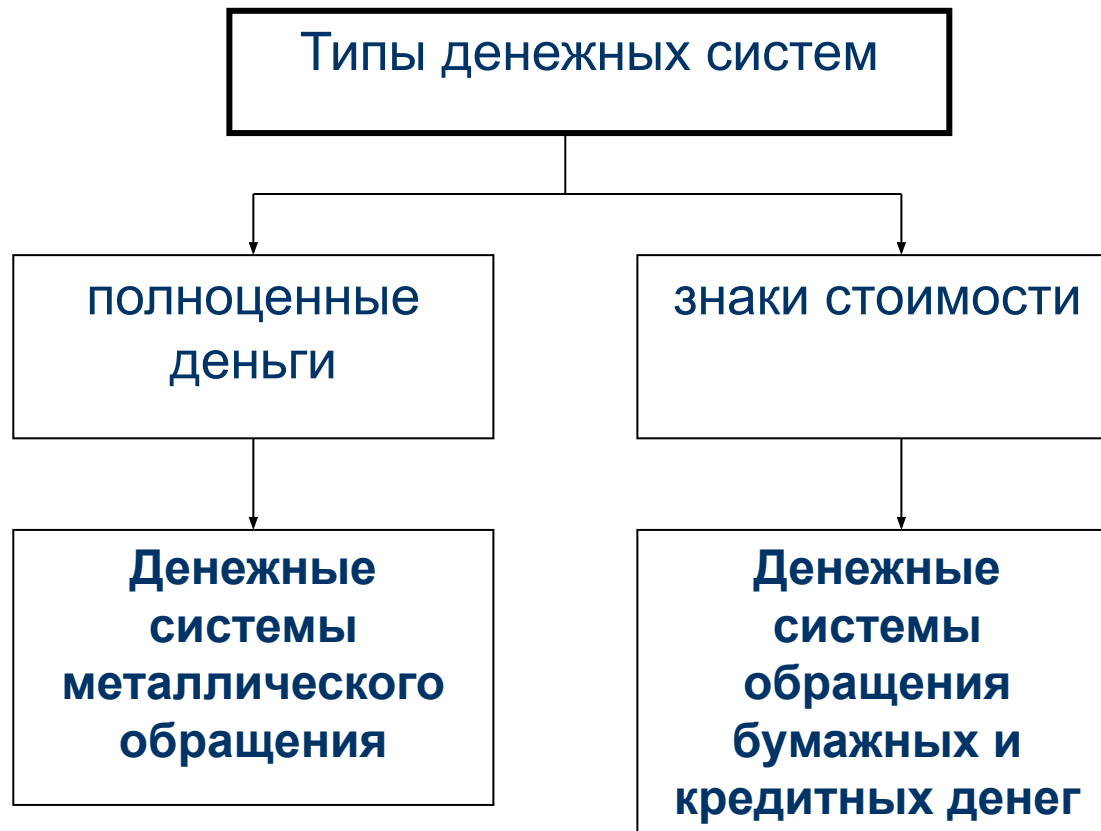 Типы денежных систем
полноценные
деньги
знаки стоимости
Денежные
системы
металлического
обращения
Денежные
системы
обращения
бумажных и
кредитных денег